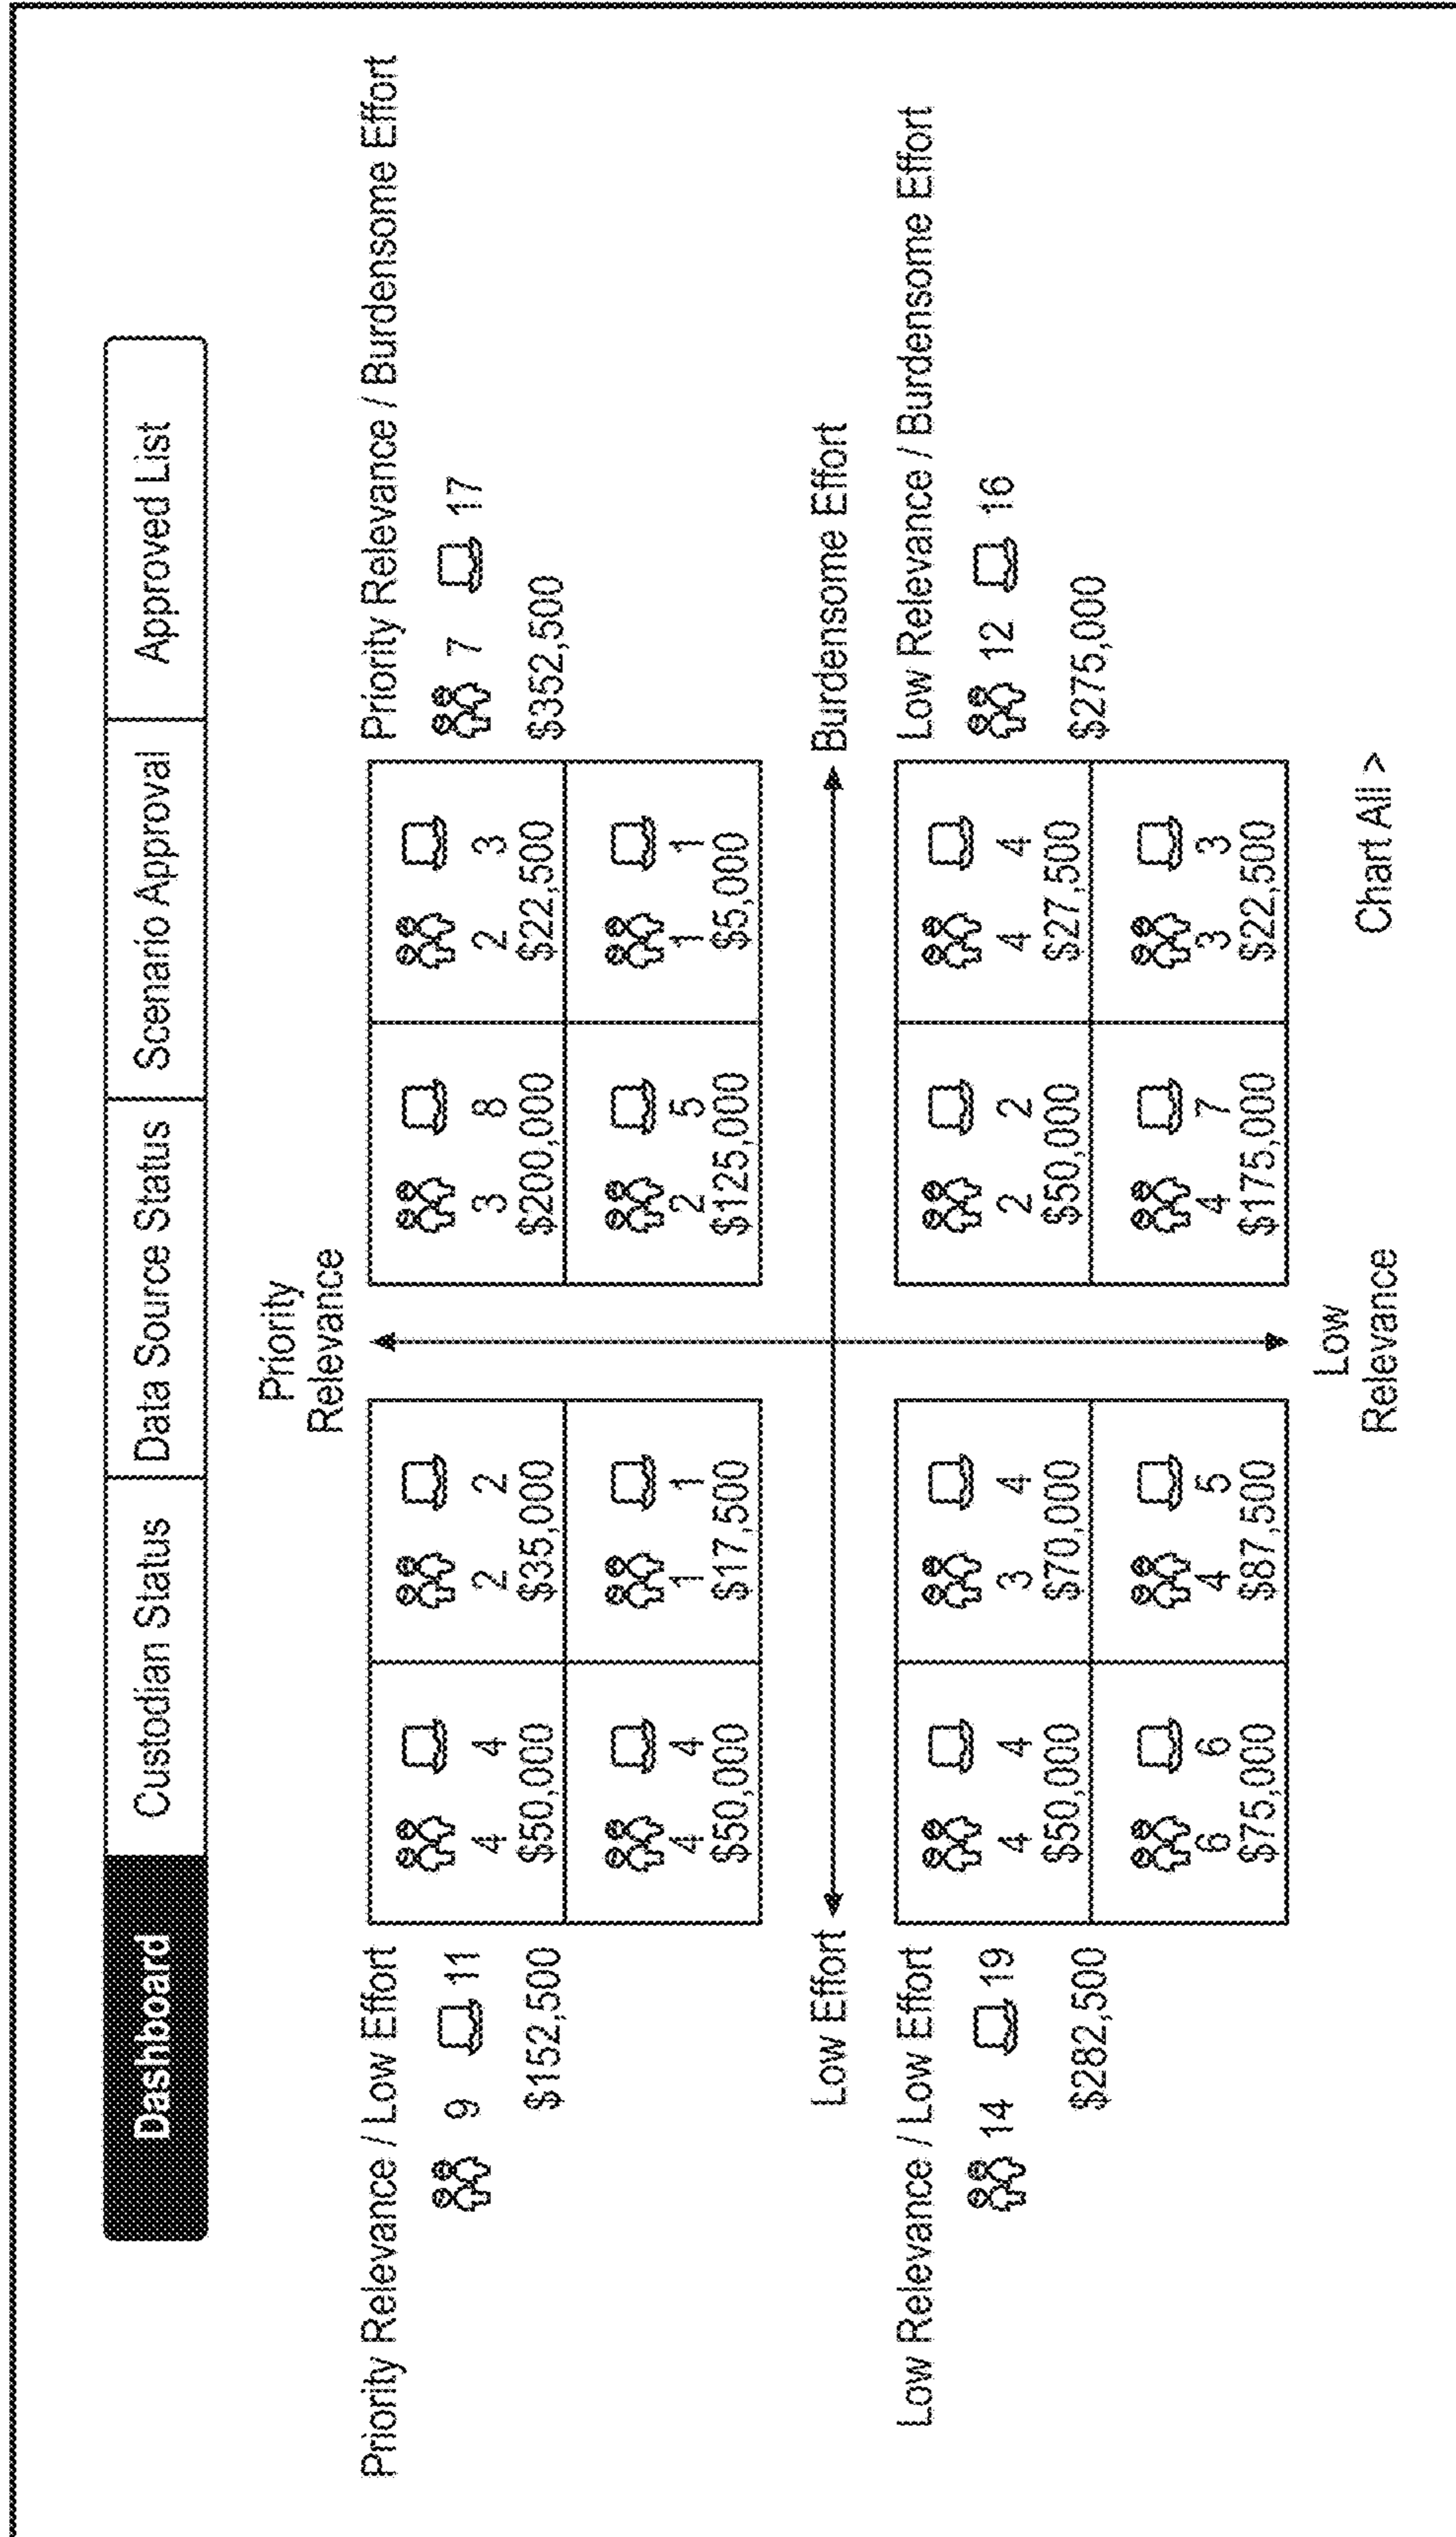 Dashboard
Custodian Status
Data Source Status
Scenario Approval
Approved List
Priority
Relevance
Priority Relevance / Low Effort
9 11
$152,500
4 4
$50,000
2 2
$35,000
4 4
$50,000
1 1
$17,500
3 8
$200,000
2 3
$22,500
2 5
$125,000
1 1
$5,000
Priority Relevance / Burdensome Effort
7 17
$352,500
Low Effort
Burdensome Effort
Low Relevance / Low Effort
14 19
$282,500
4 4
$50,000
3 4
$70,000
6 6
$75,000
4 5
$87,500
2 2
$50,000
4 4
$27,500
4 7
$175,000
3 3
$22,500
Low Relevance / Burdensome Effort
12 16
$275,000
Low
Relevance
Chart All >